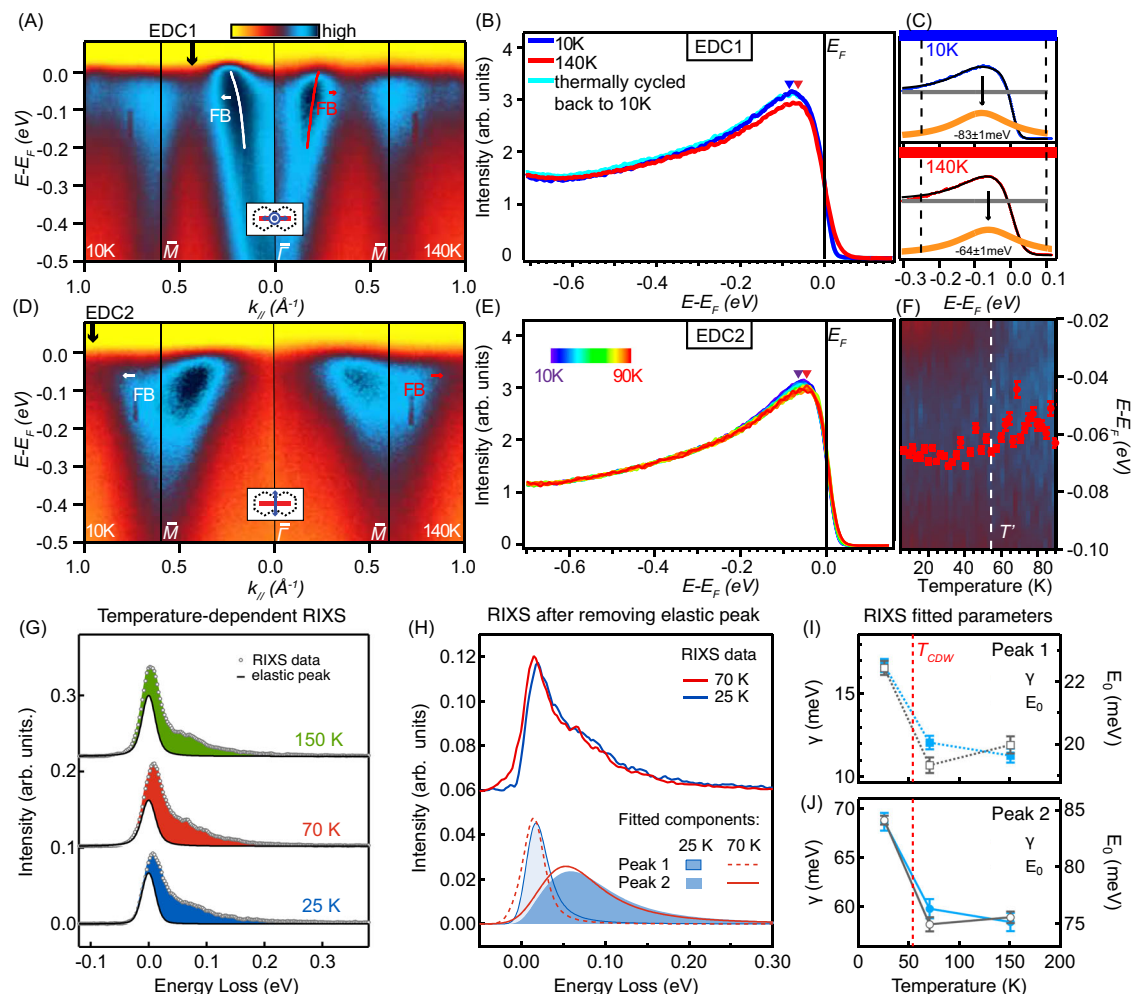 (A)
EDC1
high
E-E_F (eV)
0.0
-0.1
-0.2
-0.3
-0.4
-0.5
FB
FB
10K
M̄
Γ̄
M̄
140K
1.0
0.5
0.0
0.5
1.0
k_// (Å⁻¹)
(B)
EDC1
E_F
10K
140K
thermally cycled
back to 10K
Intensity (arb. units)
4
3
2
1
0
-0.6
-0.4
-0.2
0.0
E-E_F (eV)
(C)
10K
-83±1meV
140K
-64±1meV
-0.3
-0.2
-0.1
0.0
0.1
E-E_F (eV)
(D)
EDC2
E-E_F (eV)
0.0
-0.1
-0.2
-0.3
-0.4
-0.5
FB
FB
10K
M̄
Γ̄
M̄
140K
1.0
0.5
0.0
0.5
1.0
k_// (Å⁻¹)
(E)
EDC2
E_F
10K
90K
Intensity (arb. units)
4
3
2
1
0
-0.6
-0.4
-0.2
0.0
E-E_F (eV)
(F)
-0.02
-0.04
-0.06
-0.08
-0.10
E-E_F (eV)
T'
20
40
60
80
Temperature (K)
Temperature-dependent RIXS
(G)
RIXS data
elastic peak
150 K
70 K
25 K
Intensity (arb. units.)
0.3
0.2
0.1
0.0
-0.1
0.0
0.1
0.2
0.3
Energy Loss (eV)
RIXS after removing elastic peak
(H)
RIXS data
70 K
25 K
Fitted components:
25 K
70 K
Peak 1
Peak 2
Intensity (arb. units)
0.12
0.10
0.08
0.06
0.04
0.02
0.00
0.00
0.10
0.20
0.30
Energy Loss (eV)
RIXS fitted parameters
(I)
T_CDW
Peak 1
γ
E₀
γ (meV)
15
10
22
20
E₀ (meV)
(J)
Peak 2
γ
E₀
γ (meV)
70
65
60
85
80
75
E₀ (meV)
0
50
100
150
200
Temperature (K)